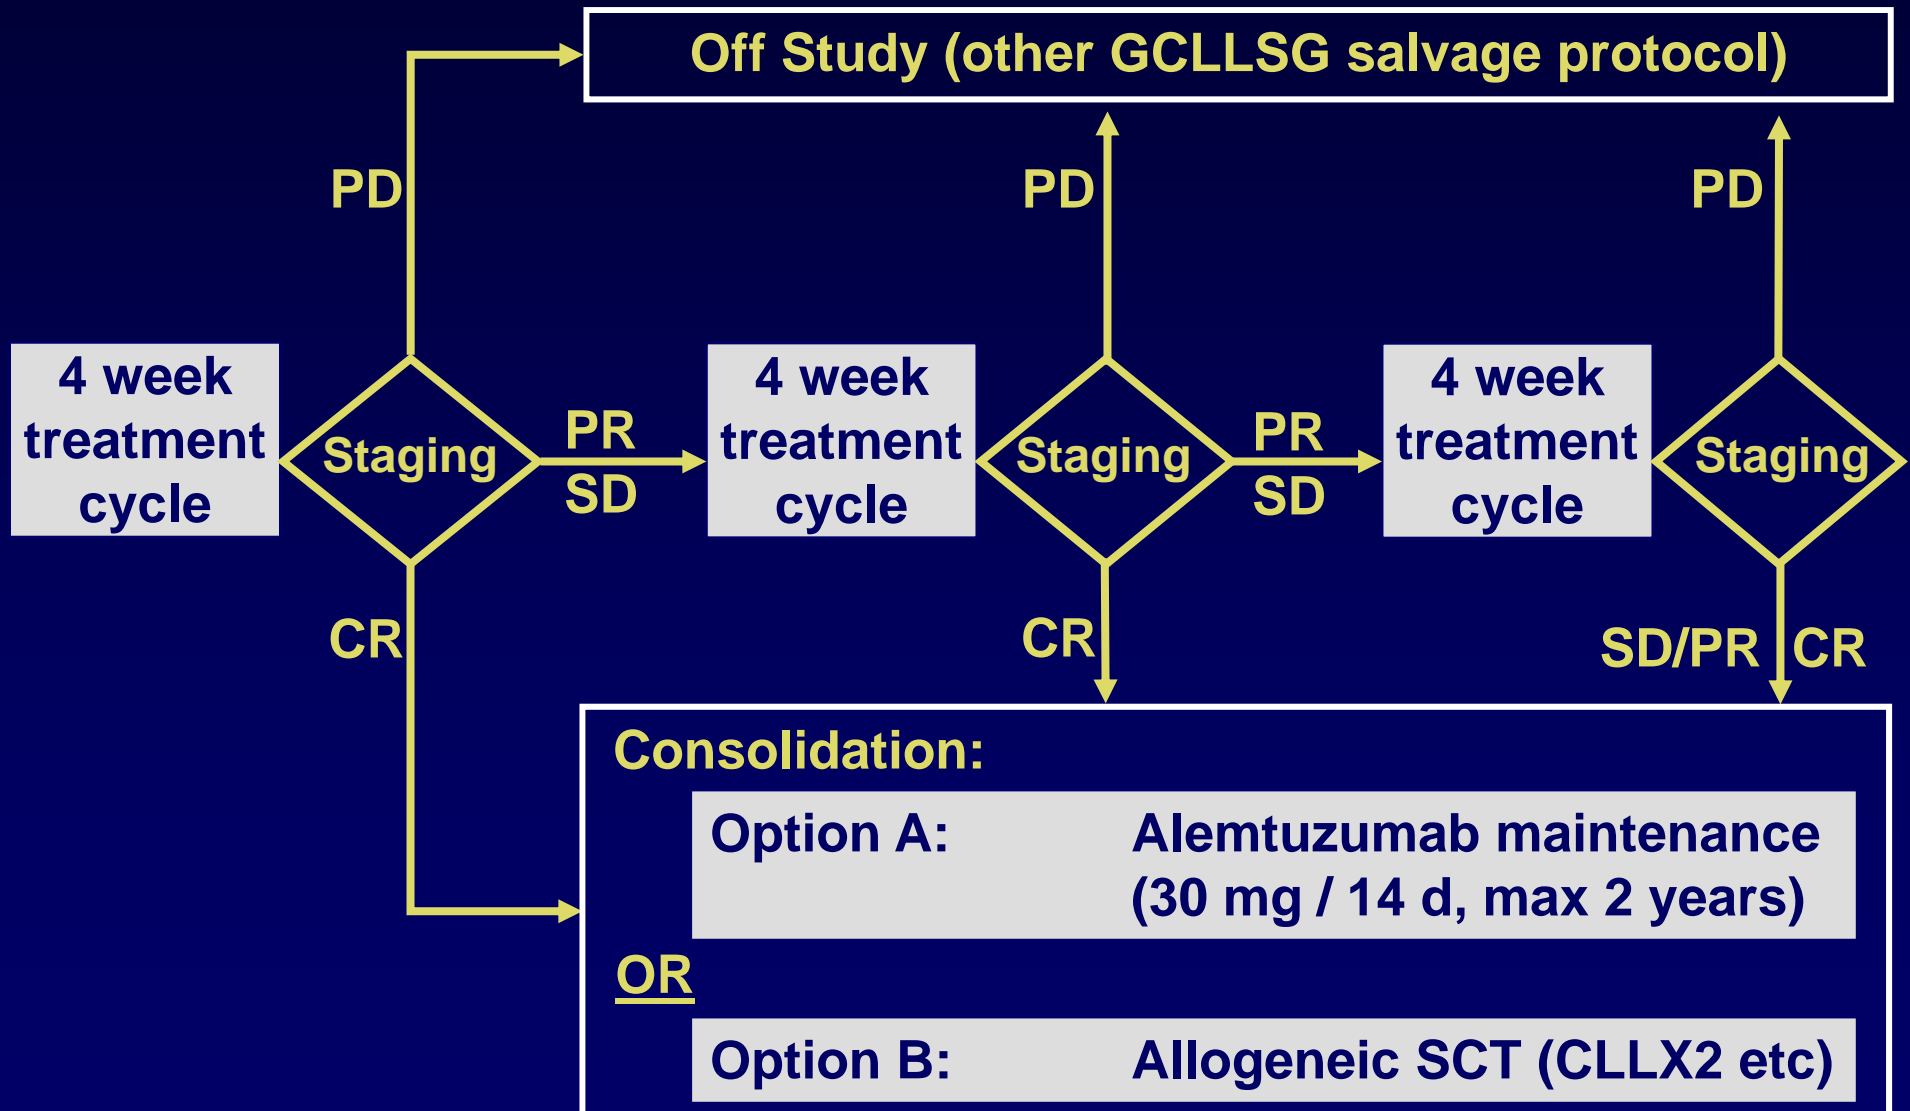 Off Study (other GCLLSG salvage protocol)
PD
PD
PD
4 week
treatment
cycle
Staging
PR
SD
4 week
treatment
cycle
Staging
PR
SD
4 week
treatment
cycle
Staging
CR
CR
SD/PR CR
Consolidation:
Option A: Alemtuzumab maintenance
(30 mg / 14 d, max 2 years)
OR
Option B: Allogeneic SCT (CLLX2 etc)